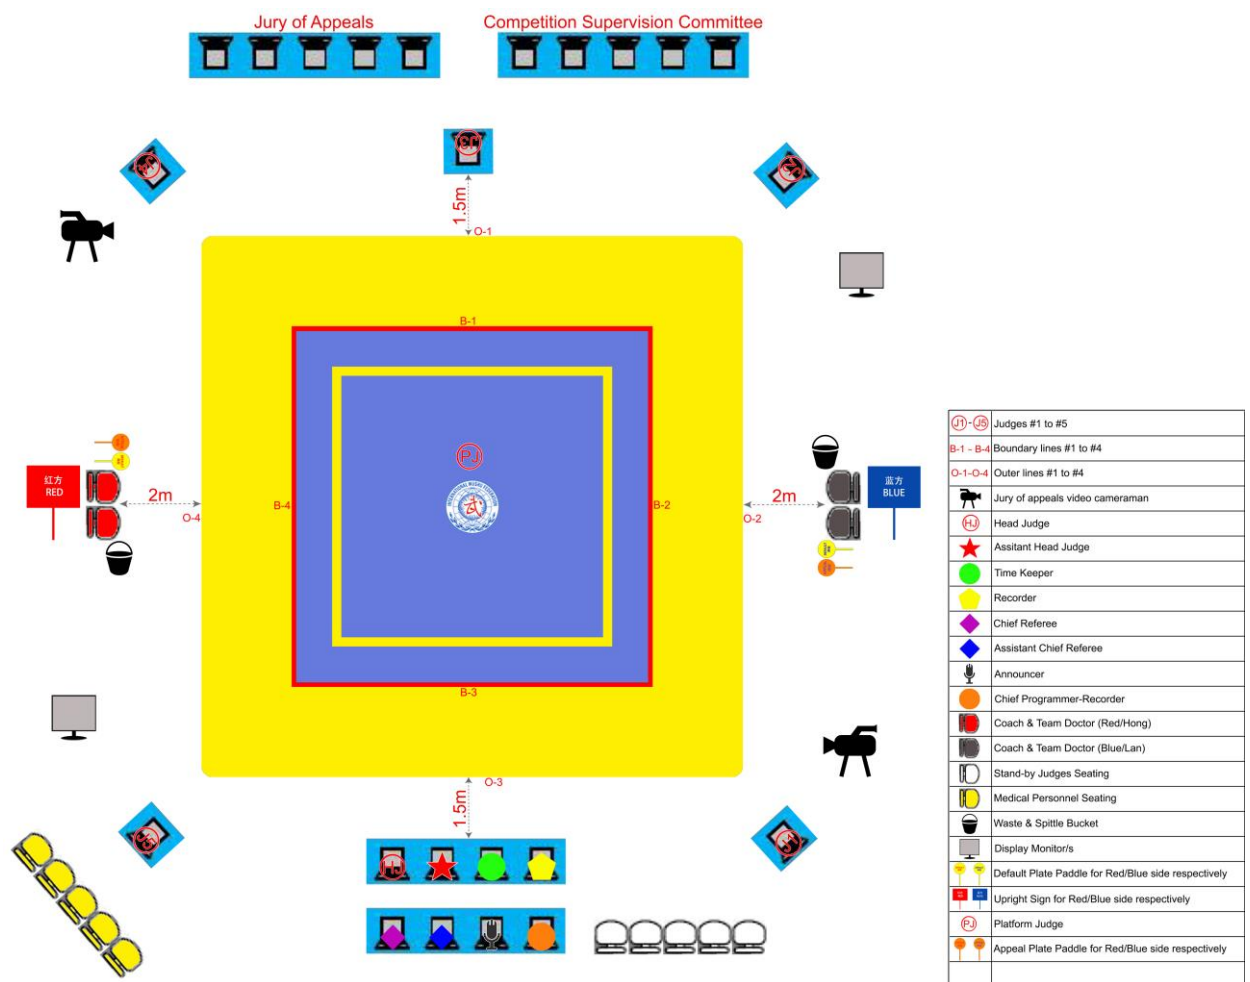 Jury of Appeals
Competition Supervision Committee
J3
J4
J2
1.5m
O-1
B-1
PJ
红方
RED
2m
O-4
B-4
武
B-2
O-2
2m
蓝方
BLUE
B-3
O-3
1.5m
J5
J1
HJ
J1 - J5 Judges #1 to #5
B-1 - B-4 Boundary lines #1 to #4
O-1-O-4 Outer lines #1 to #4
Jury of appeals video cameraman
HJ Head Judge
Assitant Head Judge
Time Keeper
Recorder
Chief Referee
Assistant Chief Referee
Announcer
Chief Programmer-Recorder
Coach & Team Doctor (Red/Hong)
Coach & Team Doctor (Blue/Lan)
Stand-by Judges Seating
Medical Personnel Seating
Waste & Spittle Bucket
Display Monitor/s
Default Plate Paddle for Red/Blue side respectively
Upright Sign for Red/Blue side respectively
PJ Platform Judge
Appeal Plate Paddle for Red/Blue side respectively